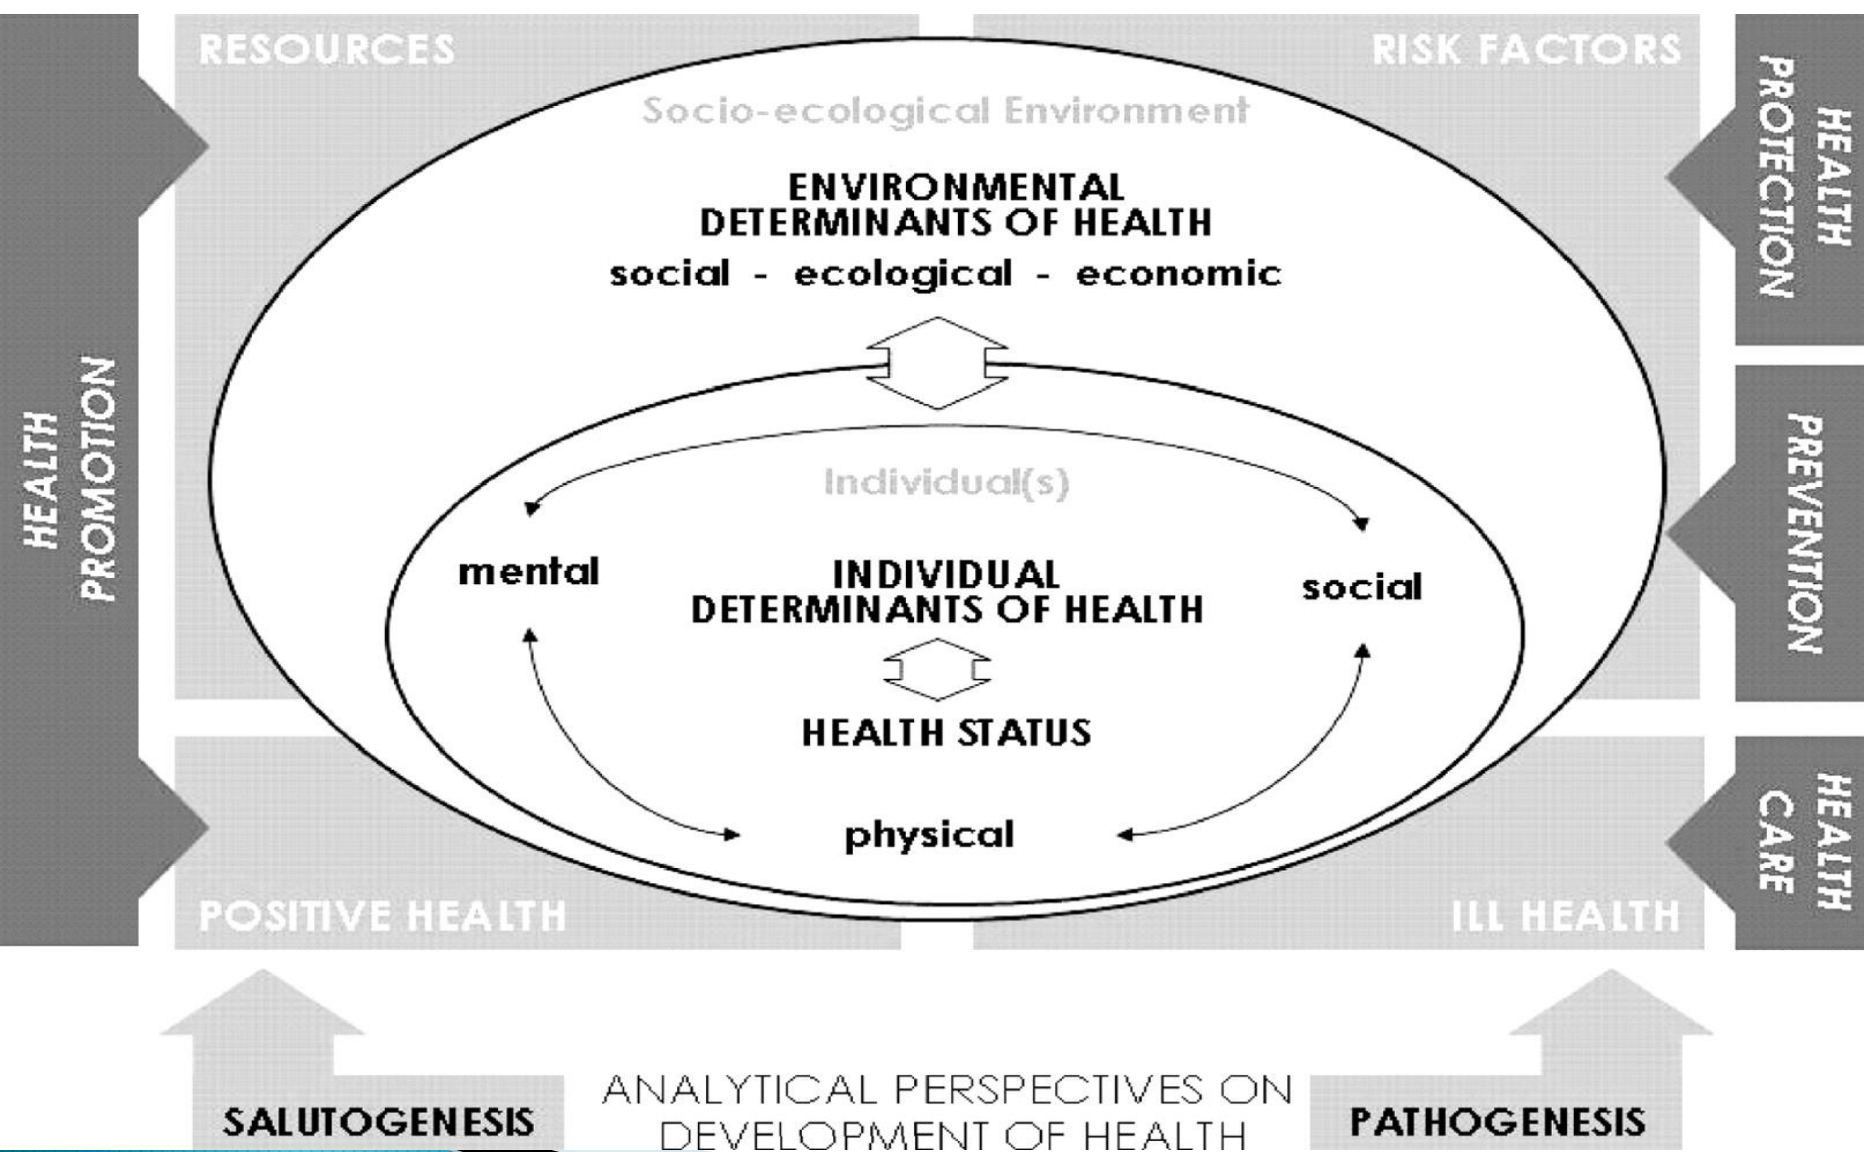 RESOURCES
RISK FACTORS
Socio-ecological Environment
ENVIRONMENTAL
DETERMINANTS OF HEALTH
social - ecological - economic
HEALTH
PROMOTION
HEALTH
PROTECTION
PREVENTION
HEALTH
CARE
Individual(s)
mental
INDIVIDUAL
DETERMINANTS OF HEALTH
social
HEALTH STATUS
physical
POSITIVE HEALTH
ILL HEALTH
SALUTOGENESIS
ANALYTICAL PERSPECTIVES ON
DEVELOPMENT OF HEALTH
PATHOGENESIS